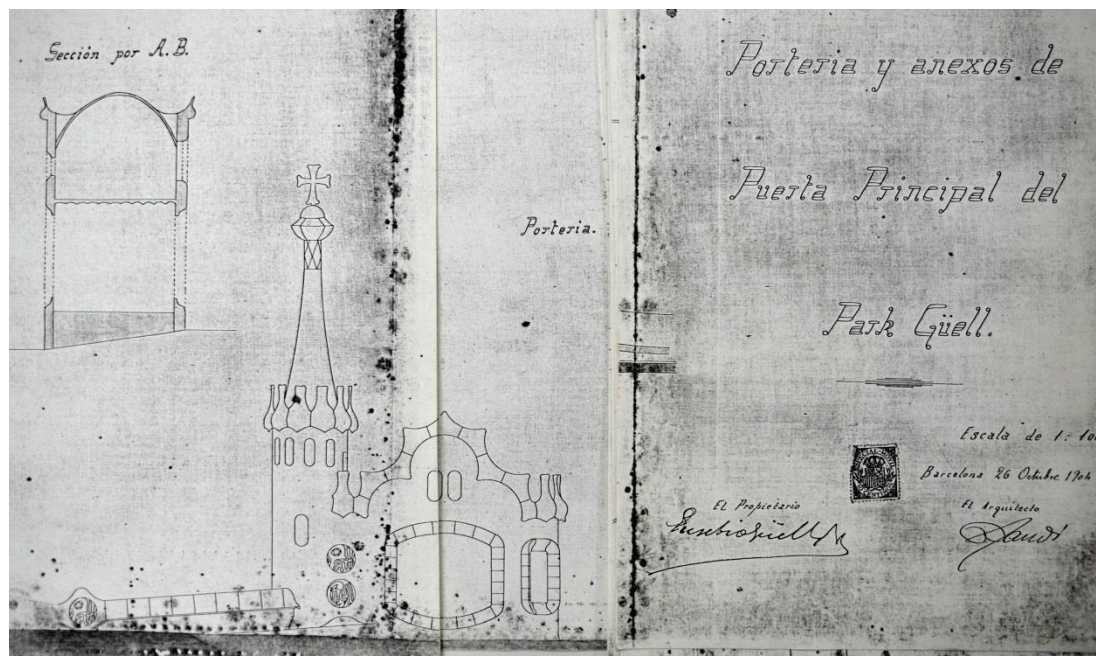 Sección por A. B.
Porteria.
Porteria y anexos de
Puerta Principal del
Park Güell.
Escala de 1:100
Barcelona 26 Octubre 1904
El Propietario
El Arquitecto
Eusebio Güell
Gaudí